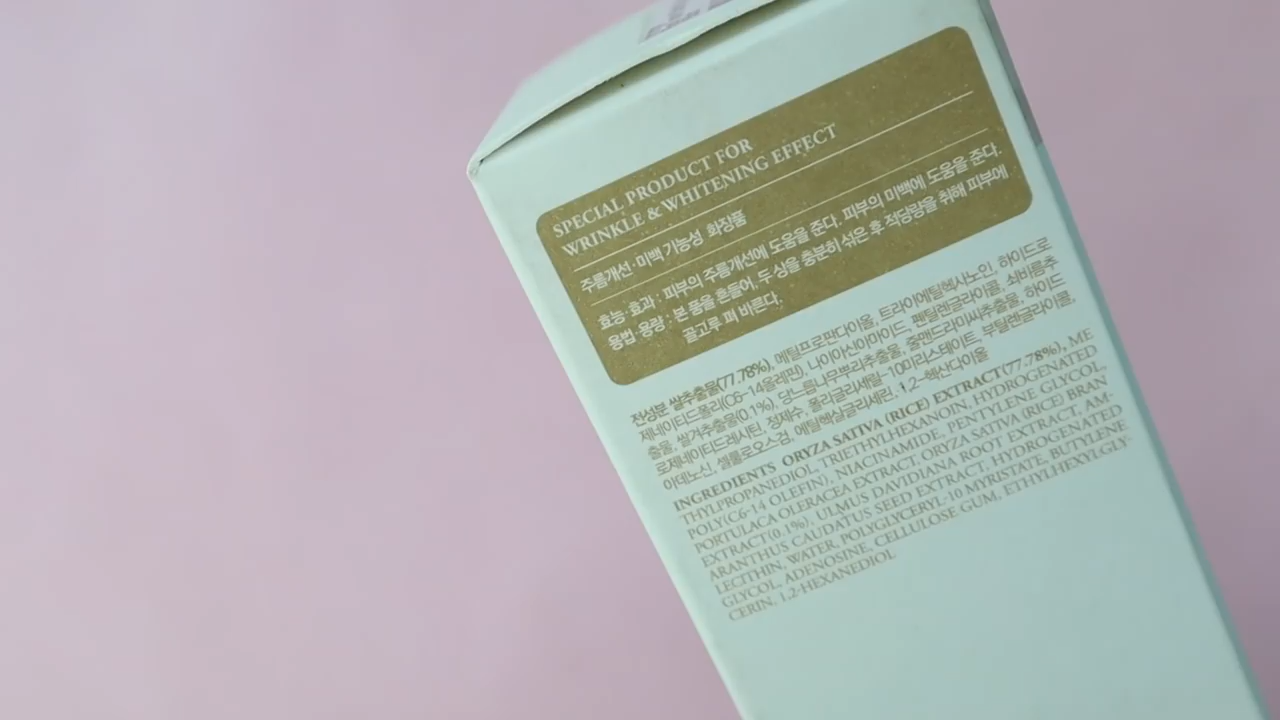 SPECIAL PRODUCT FOR
WRINKLE & WHITENING EFFECT
주름개선·미백 기능성 화장품
효능·효과 : 피부의 주름개선에 도움을 준다. 피부의 미백에 도움을 준다.
용법·용량 : 본 품을 흔들어, 두 상을 충분히 섞은 후 적당량을 취해 피부에
골고루 펴 바른다.
전성분 쌀추출물(77.78%), 메틸프로판다이올, 트라이에틸헥사노인, 하이드로
제네이티드폴리(C6-14올레핀), 나이아신아마이드, 펜틸렌글라이콜, 쇠비름추
출물, 쌀겨추출물(0.1%), 당느릅나무뿌리추출물, 줄맨드라미씨추출물, 하이드
로제네이티드레시틴, 정제수, 폴리글리세릴-10미리스테이트, 부틸렌글라이콜,
아데노신, 셀룰로오스검, 에틸헥실글리세린, 1,2-헥산다이올
INGREDIENTS ORYZA SATIVA (RICE) EXTRACT(77.78%), ME
THYLPROPANEDIOL, TRIETHYLHEXANOIN, HYDROGENATED
POLY(C6-14 OLEFIN), NIACINAMIDE, PENTYLENE GLYCOL,
PORTULACA OLERACEA EXTRACT, ORYZA SATIVA (RICE) BRAN
EXTRACT(0.1%), ULMUS DAVIDIANA ROOT EXTRACT, AM-
ARANTHUS CAUDATUS SEED EXTRACT, HYDROGENATED
LECITHIN, WATER, POLYGLYCERYL-10 MYRISTATE, BUTYLENE
GLYCOL, ADENOSINE, CELLULOSE GUM, ETHYLHEXYLGLY-
CERIN, 1,2-HEXANEDIOL